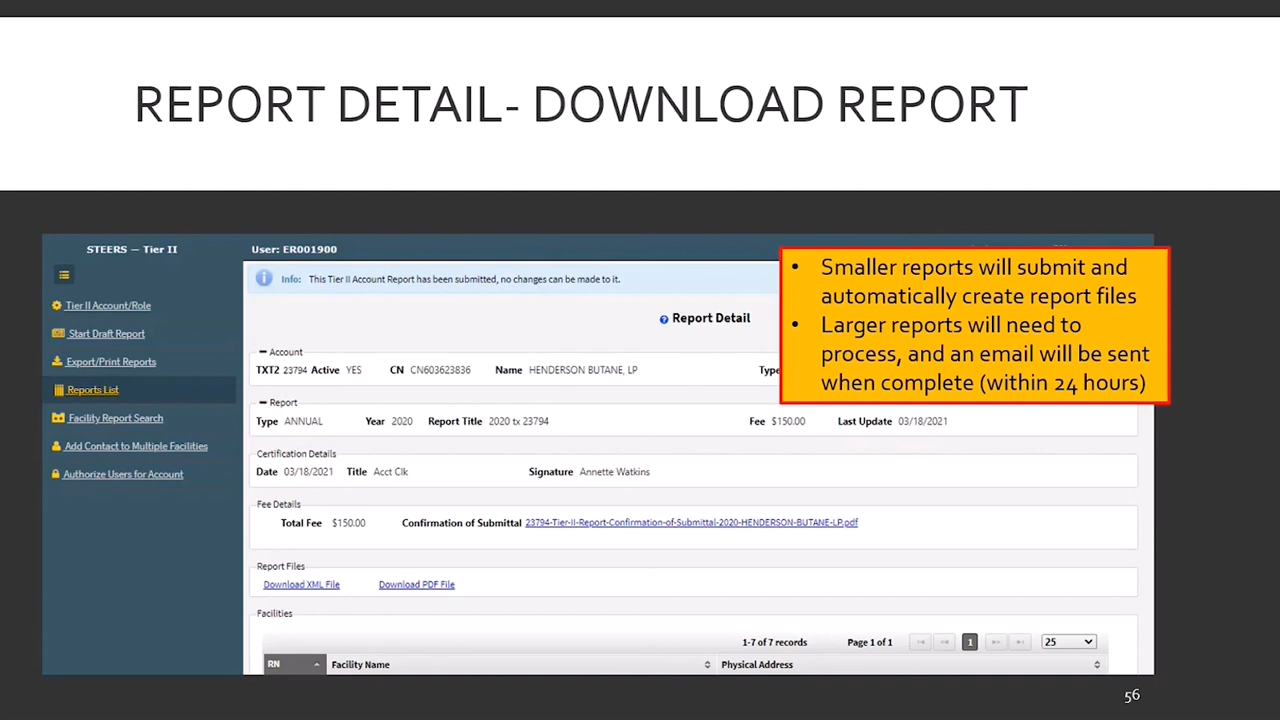 REPORT DETAIL- DOWNLOAD REPORT
STEERS — Tier II
User: ER001900
Tier II Account/Role
Start Draft Report
Export/Print Reports
Reports List
Facility Report Search
Add Contact to Multiple Facilities
Authorize Users for Account
Info: This Tier II Account Report has been submitted, no changes can be made to it.
Report Detail
• Smaller reports will submit and
automatically create report files
• Larger reports will need to
process, and an email will be sent
when complete (within 24 hours)
Account
TXT2 23794 Active YES CN CN603623836 Name HENDERSON BUTANE, LP Type
Report
Type ANNUAL Year 2020 Report Title 2020 tx 23794 Fee $150.00 Last Update 03/18/2021
Certification Details
Date 03/18/2021 Title Acct Clk Signature Annette Watkins
Fee Details
Total Fee $150.00 Confirmation of Submittal 23794-Tier-II-Report-Confirmation-of-Submittal-2020-HENDERSON-BUTANE-LP.pdf
Report Files
Download XML File Download PDF File
Facilities
1-7 of 7 records Page 1 of 1 1 25
RN Facility Name Physical Address
56